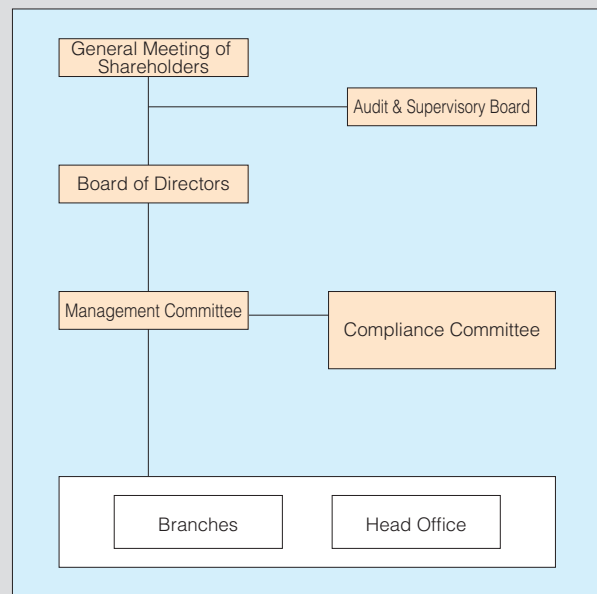 General Meeting of
Shareholders
Audit & Supervisory Board
Board of Directors
Management Committee
Compliance Committee
Branches
Head Office